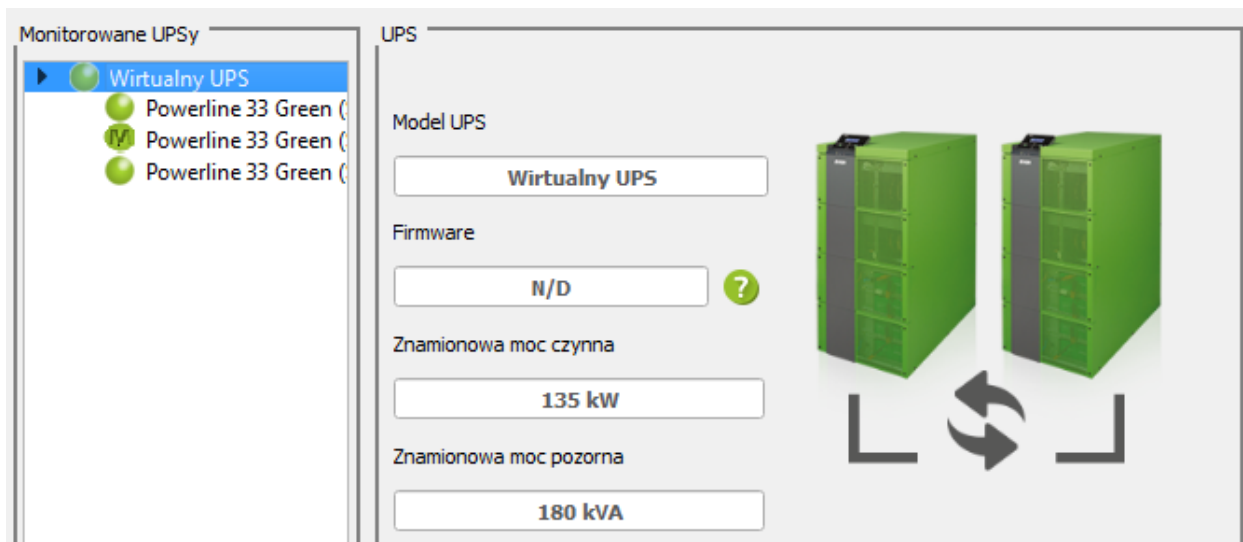 Monitorowane UPSy
Wirtualny UPS
Powerline 33 Green (
M Powerline 33 Green (
Powerline 33 Green (
UPS
Model UPS
Wirtualny UPS
Firmware
N/D ?
Znamionowa moc czynna
135 kW
Znamionowa moc pozorna
180 kVA